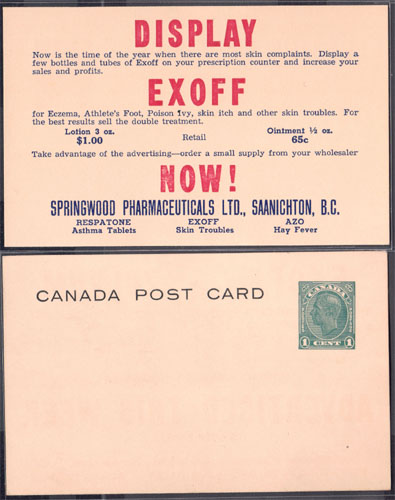 DISPLAY
Now is the time of the year when there are most skin complaints. Display a
few bottles and tubes of Exoff on your prescription counter and increase your
sales and profits.
EXOFF
for Eczema, Athlete's Foot, Poison Ivy, skin itch and other skin troubles. For
the best results sell the double treatment.
Lotion 3 oz. Retail Ointment ½ oz.
$1.00 65c
Take advantage of the advertising—order a small supply from your wholesaler
NOW!
SPRINGWOOD PHARMACEUTICALS LTD., SAANICHTON, B.C.
RESPATONE EXOFF AZO
Asthma Tablets Skin Troubles Hay Fever
CANADA POST CARD
CANADA
1 CENT 1